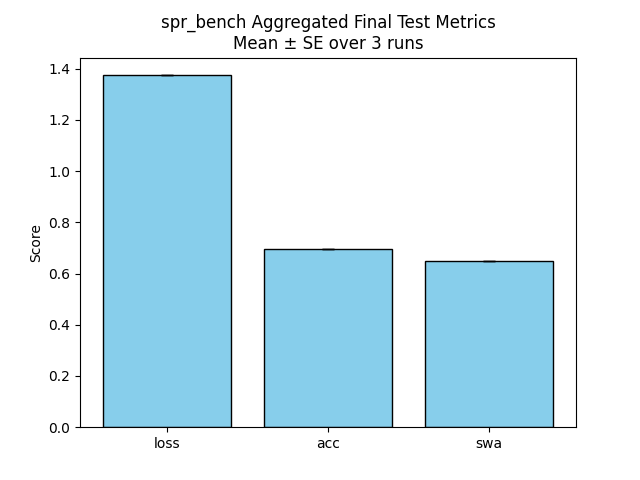 spr_bench Aggregated Final Test Metrics
Mean ± SE over 3 runs
1.4
1.2
1.0
0.8
0.6
0.4
0.2
0.0
Score
loss
acc
swa